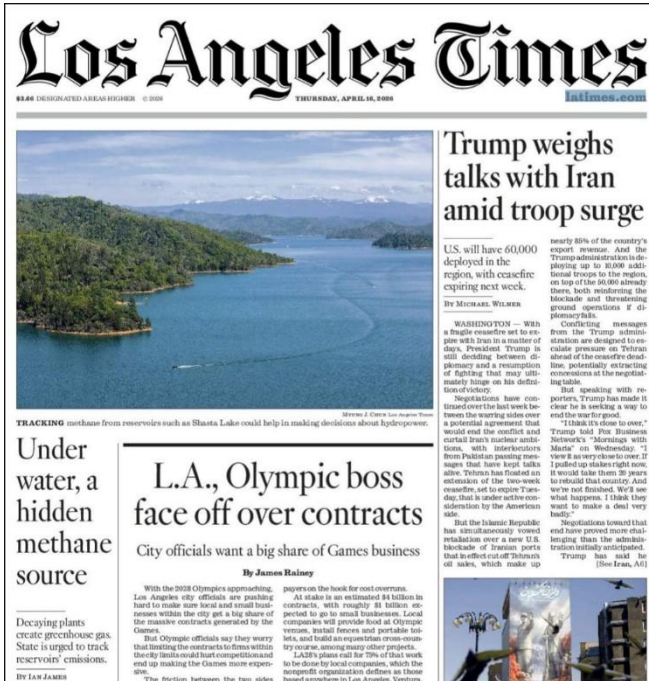 Los Angeles Times
$3.66 DESIGNATED AREAS HIGHER © 2026
THURSDAY, APRIL 16, 2026
latimes.com
MYUNG J. CHUN Los Angeles Times
TRACKING methane from reservoirs such as Shasta Lake could help in making decisions about hydropower.
Under
water, a
hidden
methane
source
Decaying plants
create greenhouse gas.
State is urged to track
reservoirs' emissions.
BY IAN JAMES
L.A., Olympic boss
face off over contracts
City officials want a big share of Games business
By James Rainey
With the 2028 Olympics approaching,
Los Angeles city officials are pushing
hard to make sure local and small busi-
nesses within the city get a big share of
the massive contracts generated by the
Games.
But Olympic officials say they worry
that limiting the contracts to firms within
the city limits could hurt competition and
end up making the Games more expen-
sive.
The friction between the two sides
payers on the hook for cost overruns.
At stake is an estimated $4 billion in
contracts, with roughly $1 billion ex-
pected to go to small businesses. Local
companies will provide food at Olympic
venues, install fences and portable toi-
lets, and build an equestrian cross-coun-
try course, among many other projects.
LA28's plans call for 75% of that work
to be done by local companies, which the
nonprofit organization defines as those
based anywhere in Los Angeles, Ventura,
Trump weighs
talks with Iran
amid troop surge
U.S. will have 60,000
deployed in the
region, with ceasefire
expiring next week.
BY MICHAEL WILNER
WASHINGTON — With
a fragile ceasefire set to ex-
pire with Iran in a matter of
days, President Trump is
still deciding between di-
plomacy and a resumption
of fighting that may ulti-
mately hinge on his defini-
tion of victory.
Negotiations have con-
tinued over the last week be-
tween the warring sides over
a potential agreement that
would end the conflict and
curtail Iran's nuclear ambi-
tions, with interlocutors
from Pakistan passing mes-
sages that have kept talks
alive. Tehran has floated an
extension of the two-week
ceasefire, set to expire Tues-
day, that is under active con-
sideration by the American
side.
But the Islamic Republic
has simultaneously vowed
retaliation over a new U.S.
blockade of Iranian ports
that in effect cut off Tehran's
oil sales, which make up
nearly 85% of the country's
export revenue. And the
Trump administration is de-
ploying up to 10,000 addi-
tional troops to the region,
on top of the 50,000 already
there, both reinforcing the
blockade and threatening
ground operations if di-
plomacy fails.
Conflicting messages
from the Trump admini-
stration are designed to es-
calate pressure on Tehran
ahead of the ceasefire dead-
line, potentially extracting
concessions at the negotiat-
ing table.
But speaking with re-
porters, Trump has made it
clear he is seeking a way to
end the war for good.
"I think it's close to over,"
Trump told Fox Business
Network's "Mornings with
Maria" on Wednesday. "I
view it as very close to over. If
I pulled up stakes right now,
it would take them 20 years
to rebuild that country. And
we're not finished. We'll see
what happens. I think they
want to make a deal very
badly."
Negotiations toward that
end have proved more chal-
lenging than the adminis-
tration initially anticipated.
Trump has said he
[See Iran, A6]